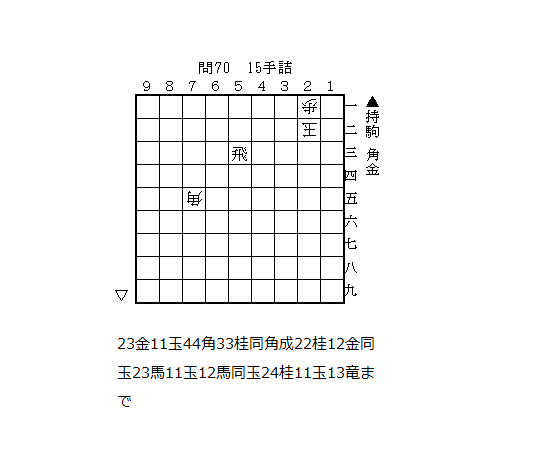 問70 15手詰
9 8 7 6 5 4 3 2 1
歩
玉
角
一
二
三
四
五
六
七
八
九
▲持駒 角金
▽
23金11玉44角33桂同角成22桂12金同
玉23馬11玉12馬同玉24桂11玉13竜ま
で